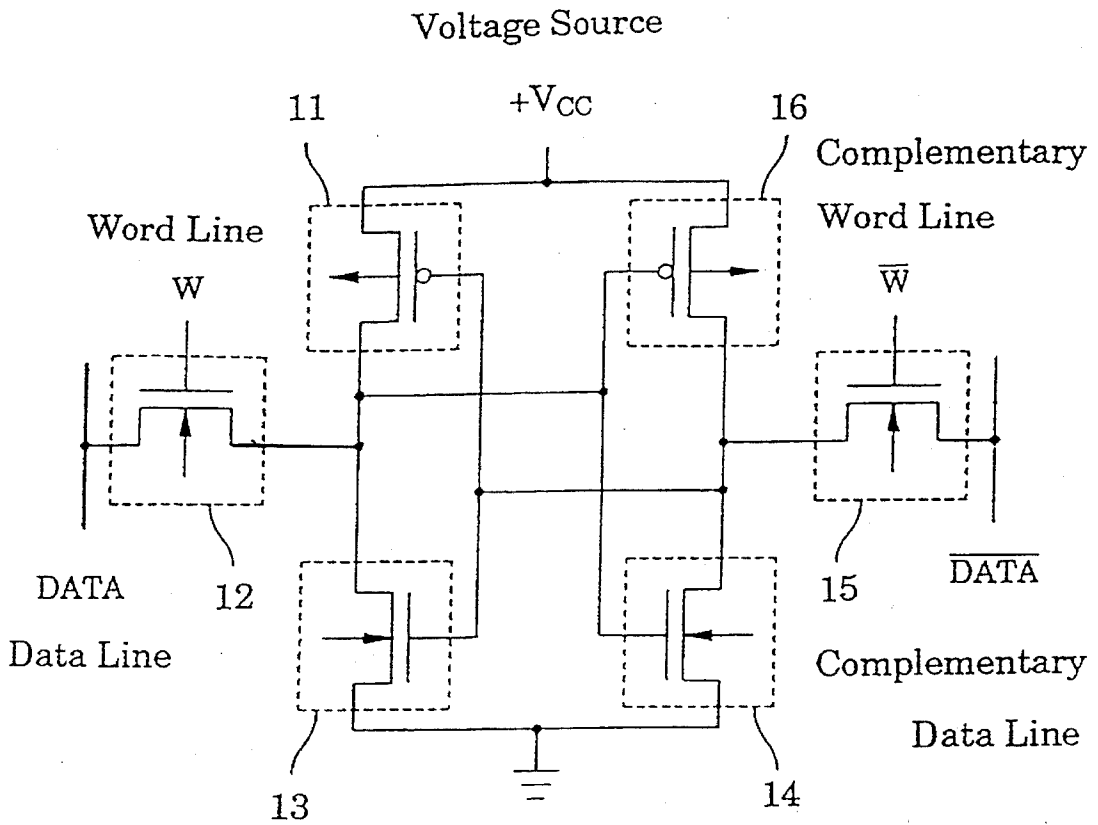 Voltage Source
+VCC
11
16
Complementary
Word Line
W̅
Word Line
W
DATA
Data Line
12
15
D̅A̅T̅A̅
Complementary
Data Line
13
14